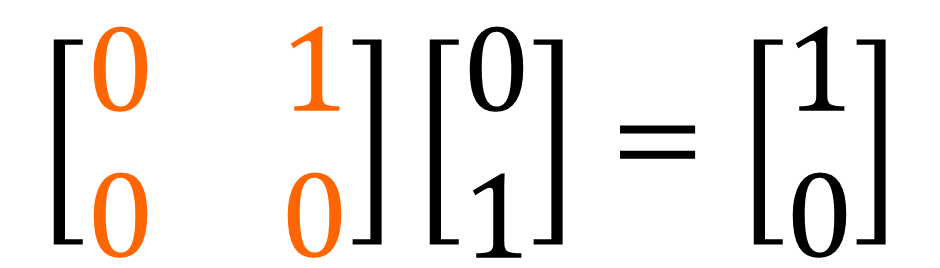 [0 1
0 0] [0
1] = [1
0]